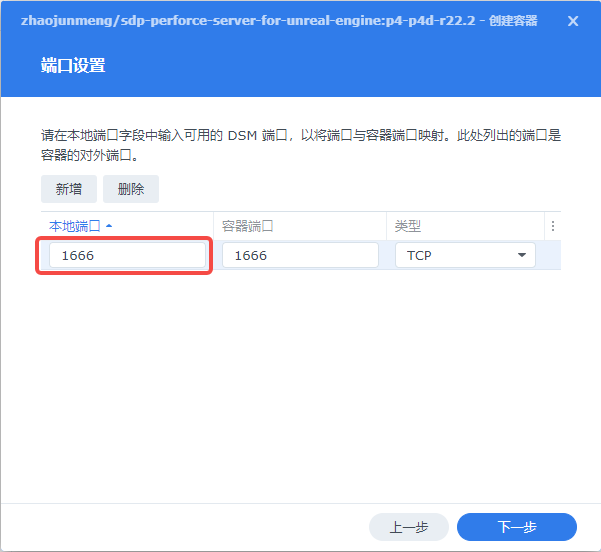 zhaojunmeng/sdp-perforce-server-for-unreal-engine:p4-p4d-r22.2 - 创建容器
端口设置
请在本地端口字段中输入可用的 DSM 端口，以将端口与容器端口映射。此处列出的端口是
容器的对外端口。
新增 删除
本地端口 容器端口 类型
1666 1666 TCP
上一步 下一步